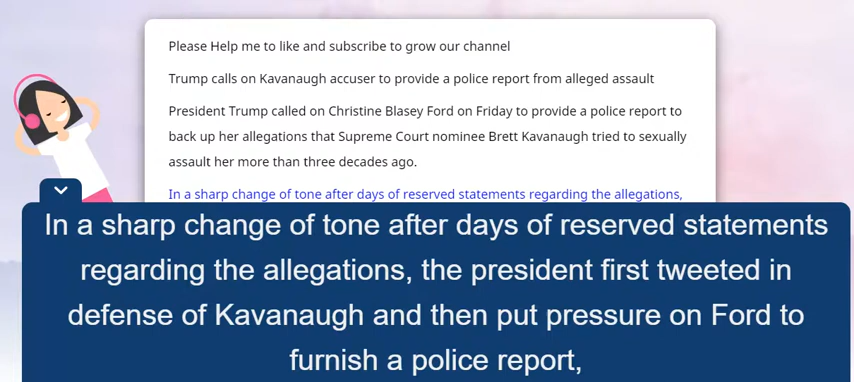 Please Help me to like and subscribe to grow our channel
Trump calls on Kavanaugh accuser to provide a police report from alleged assault
President Trump called on Christine Blasey Ford on Friday to provide a police report to
back up her allegations that Supreme Court nominee Brett Kavanaugh tried to sexually
assault her more than three decades ago.
In a sharp change of tone after days of reserved statements regarding the allegations,
In a sharp change of tone after days of reserved statements
regarding the allegations, the president first tweeted in
defense of Kavanaugh and then put pressure on Ford to
furnish a police report,